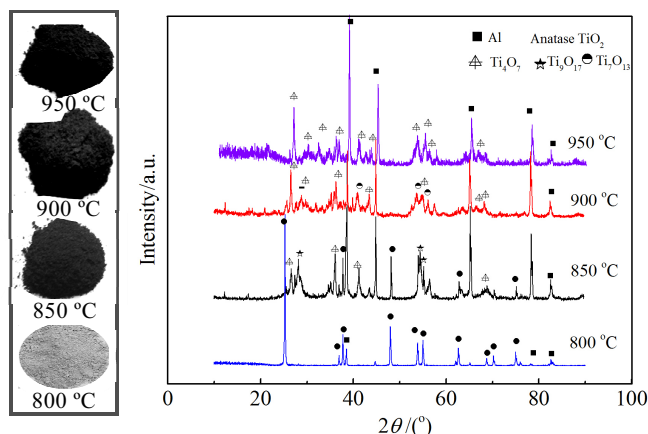 950 ºC
900 ºC
850 ºC
800 ºC
Intensity/a.u.
Al Anatase TiO2
Ti4O7 Ti9O17 Ti7O13
950 ºC
900 ºC
850 ºC
800 ºC
0 20 40 60 80 100
2θ /(º)